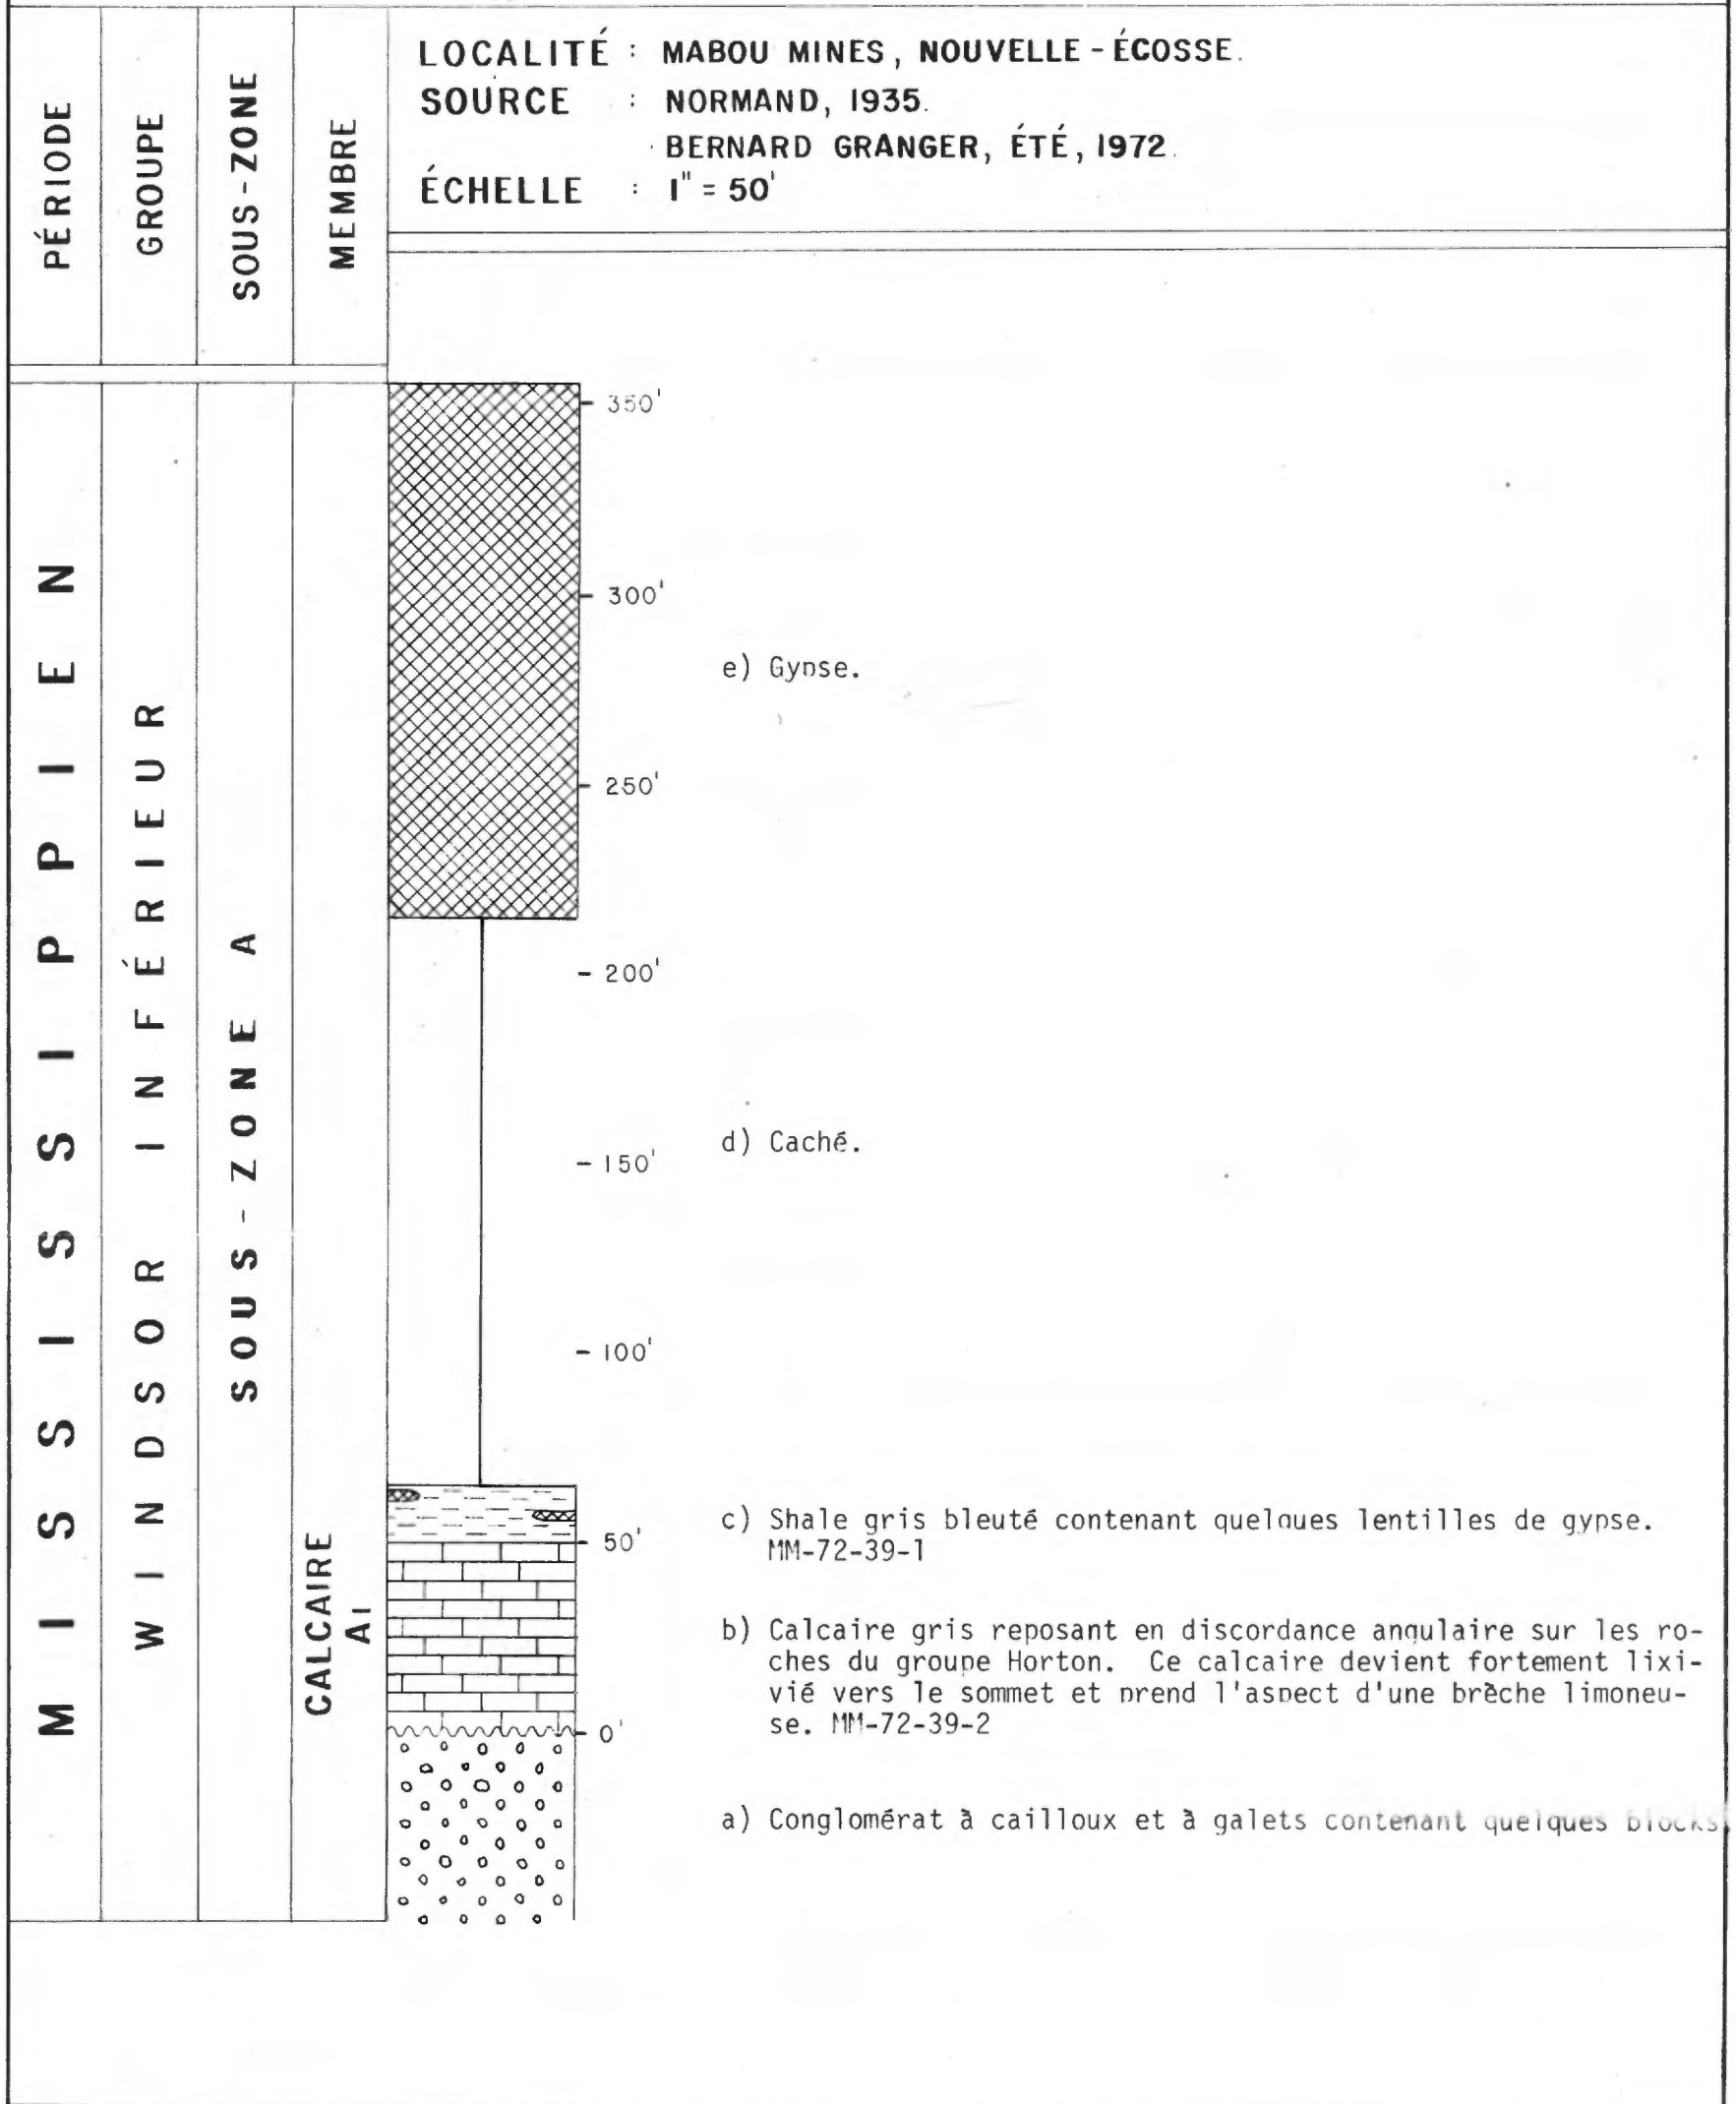 PÉRIODE
GROUPE
SOUS-ZONE
MEMBRE
LOCALITÉ : MABOU MINES, NOUVELLE-ÉCOSSE.
SOURCE : NORMAND, 1935.
BERNARD GRANGER, ÉTÉ, 1972.
ÉCHELLE : 1" = 50'
MISSISSIPPIEN
WINDSOR INFÉRIEUR
SOUS-ZONE A
CALCAIRE
A1
350'
300'
e) Gypse.
250'
200'
d) Caché.
150'
100'
c) Shale gris bleuté contenant quelques lentilles de gypse.
MM-72-39-1
50'
b) Calcaire gris reposant en discordance angulaire sur les ro-
ches du groupe Horton. Ce calcaire devient fortement lixi-
vié vers le sommet et prend l'aspect d'une brèche limoneu-
se. MM-72-39-2
0'
a) Conglomérat à cailloux et à galets contenant quelques blocks